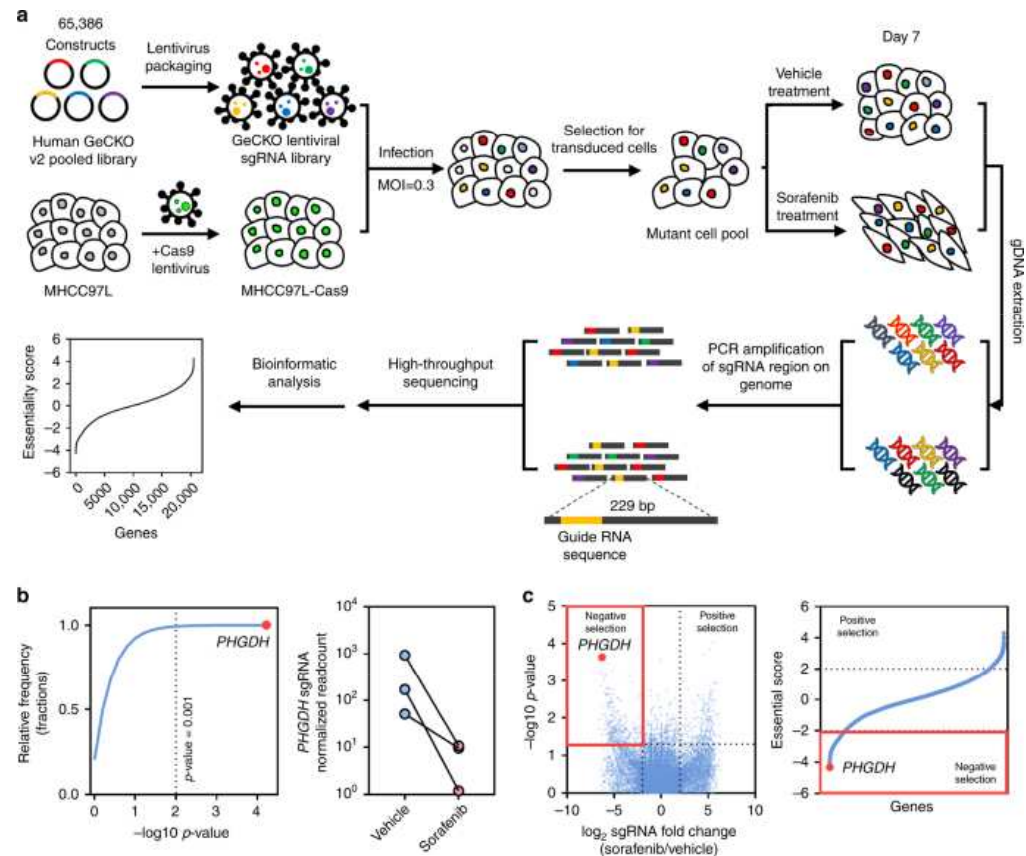 a
65,386
Constructs
Human GeCKO
v2 pooled library
Lentivirus
packaging
GeCKO lentiviral
sgRNA library
MHCC97L
+Cas9
lentivirus
MHCC97L-Cas9
Infection
MOI=0.3
Selection for
transduced cells
Mutant cell pool
Vehicle
treatment
Sorafenib
treatment
Day 7
gDNA extraction
PCR amplification
of sgRNA region on
genome
229 bp
Guide RNA
sequence
High-throughput
sequencing
Bioinformatic
analysis
Essentiality score
6
4
2
0
−2
−4
−6
0
5000
10,000
15,000
20,000
Genes
b
Relative frequency
(fractions)
1.0
0.5
0.0
PHGDH
p-value = 0.001
0
1
2
3
4
−log10 p-value
PHGDH sgRNA
normalized readcount
10⁴
10³
10²
10¹
10⁰
Vehicle
Sorafenib
c
−log10 p-value
5
4
3
2
1
0
Negative
selection
PHGDH
Positive
selection
−10
−5
0
5
10
log₂ sgRNA fold change
(sorafenib/vehicle)
Essential score
6
4
2
0
−2
−4
−6
Positive
selection
PHGDH
Negative
selection
Genes